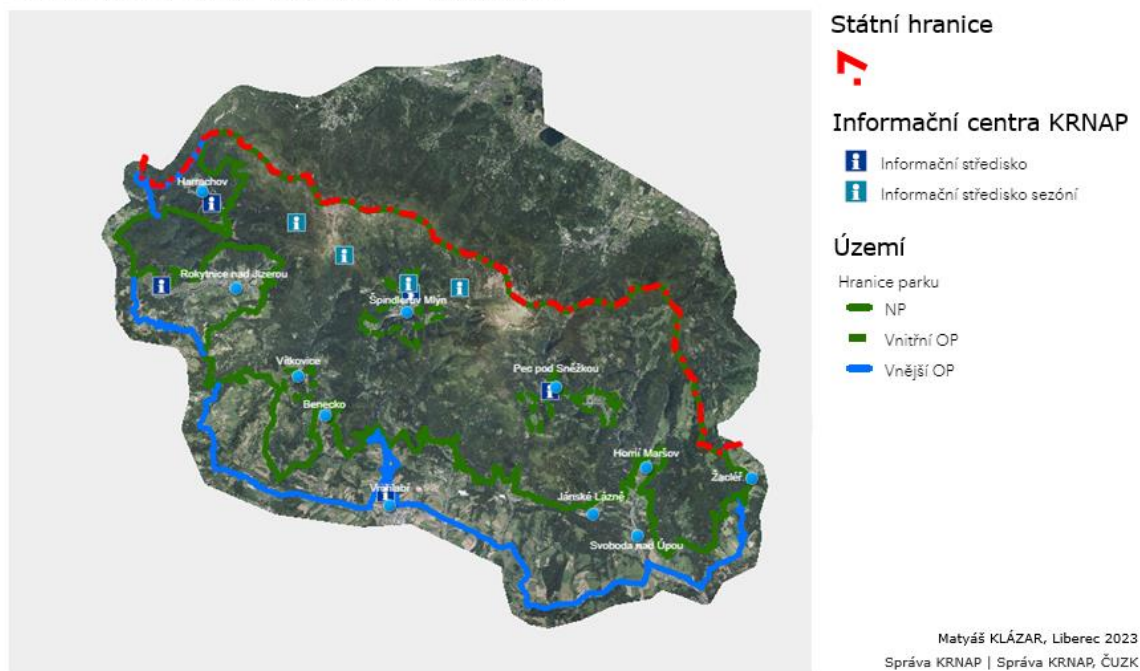 Státní hranice
Informační centra KRNAP
Informační středisko
Informační středisko sezóní
Území
Hranice parku
NP
Vnitřní OP
Vnější OP
Harrachov
Rokytnice nad Jizerou
Špindlerův Mlýn
Vítkovice
Pec pod Sněžkou
Benecko
Horní Maršov
Žacléř
Vrchlabí
Jánské Lázně
Svoboda nad Úpou
Matyáš KLÁZAR, Liberec 2023
Správa KRNAP | Správa KRNAP, ČUZK